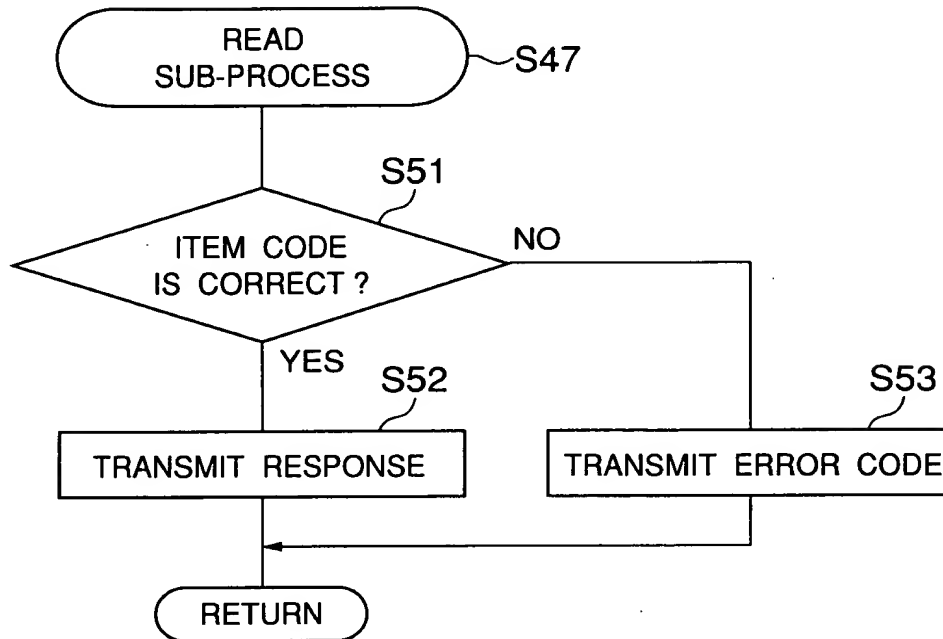 READ
SUB-PROCESS
S47
S51
ITEM CODE
IS CORRECT ?
NO
YES
S52
S53
TRANSMIT RESPONSE
TRANSMIT ERROR CODE
RETURN